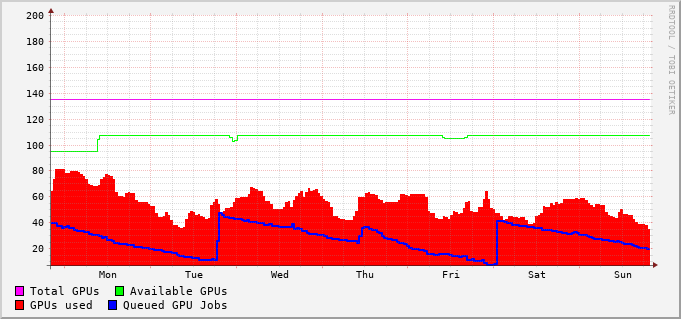 200
180
160
140
120
100
80
60
40
20
Mon Tue Wed Thu Fri Sat Sun
Total GPUs Available GPUs
GPUs used Queued GPU Jobs
RRDTOOL / TOBI OETIKER